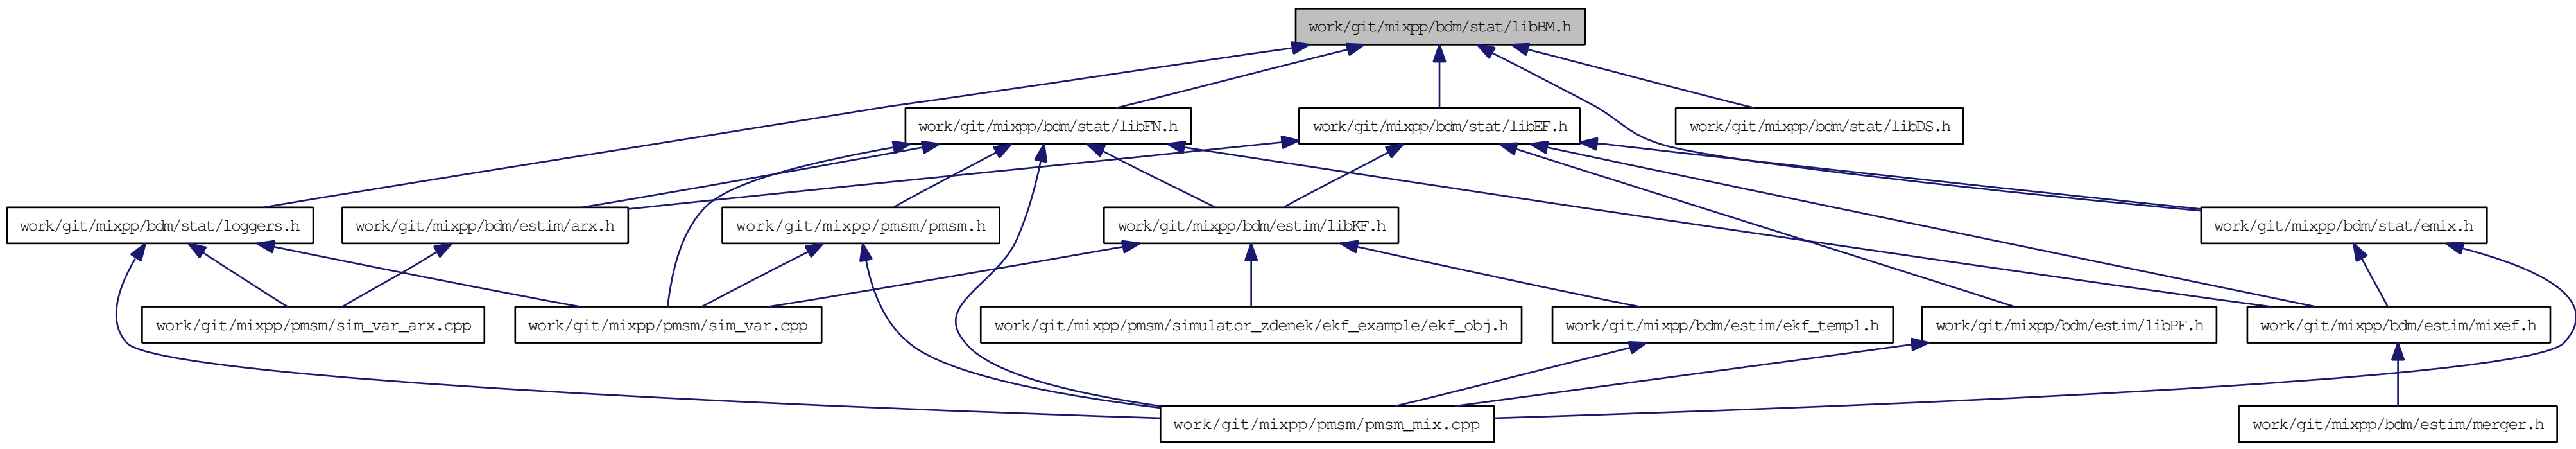 work/git/mixpp/bdm/stat/libBM.h
work/git/mixpp/bdm/stat/libFN.h
work/git/mixpp/bdm/stat/libEF.h
work/git/mixpp/bdm/stat/libDS.h
work/git/mixpp/bdm/stat/loggers.h
work/git/mixpp/bdm/estim/arx.h
work/git/mixpp/pmsm/pmsm.h
work/git/mixpp/bdm/estim/libKF.h
work/git/mixpp/bdm/stat/emix.h
work/git/mixpp/pmsm/sim_var_arx.cpp
work/git/mixpp/pmsm/sim_var.cpp
work/git/mixpp/pmsm/simulator_zdenek/ekf_example/ekf_obj.h
work/git/mixpp/bdm/estim/ekf_templ.h
work/git/mixpp/bdm/estim/libPF.h
work/git/mixpp/bdm/estim/mixef.h
work/git/mixpp/pmsm/pmsm_mix.cpp
work/git/mixpp/bdm/estim/merger.h